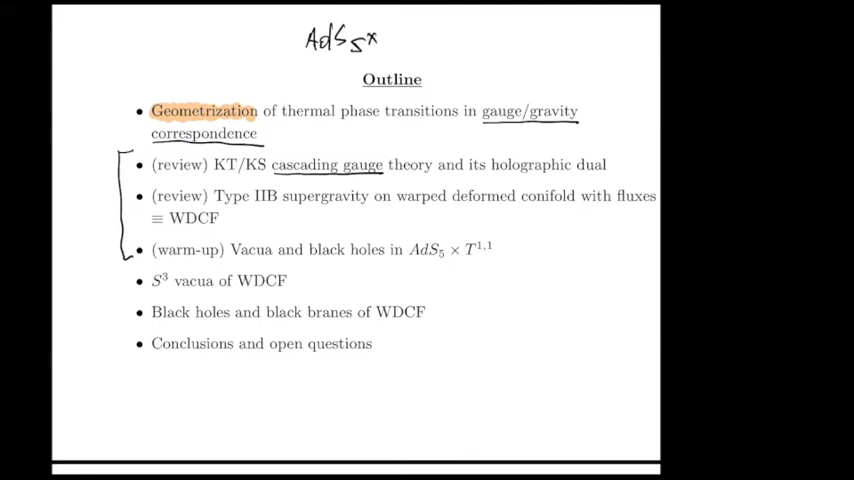 AdS₅ ×
Outline
• Geometrization of thermal phase transitions in gauge/gravity
correspondence
• (review) KT/KS cascading gauge theory and its holographic dual
• (review) Type IIB supergravity on warped deformed conifold with fluxes
≡ WDCF
• (warm-up) Vacua and black holes in AdS₅ × T¹,¹
• S³ vacua of WDCF
• Black holes and black branes of WDCF
• Conclusions and open questions